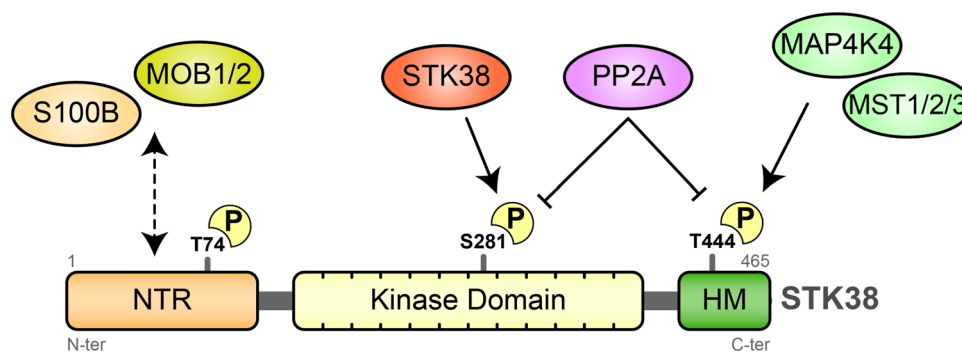 MAP4K4
MOB1/2
STK38
PP2A
S100B
MST1/2/3
P
P
P
T74
S281
T444
1
465
NTR
Kinase Domain
HM
STK38
N-ter
C-ter